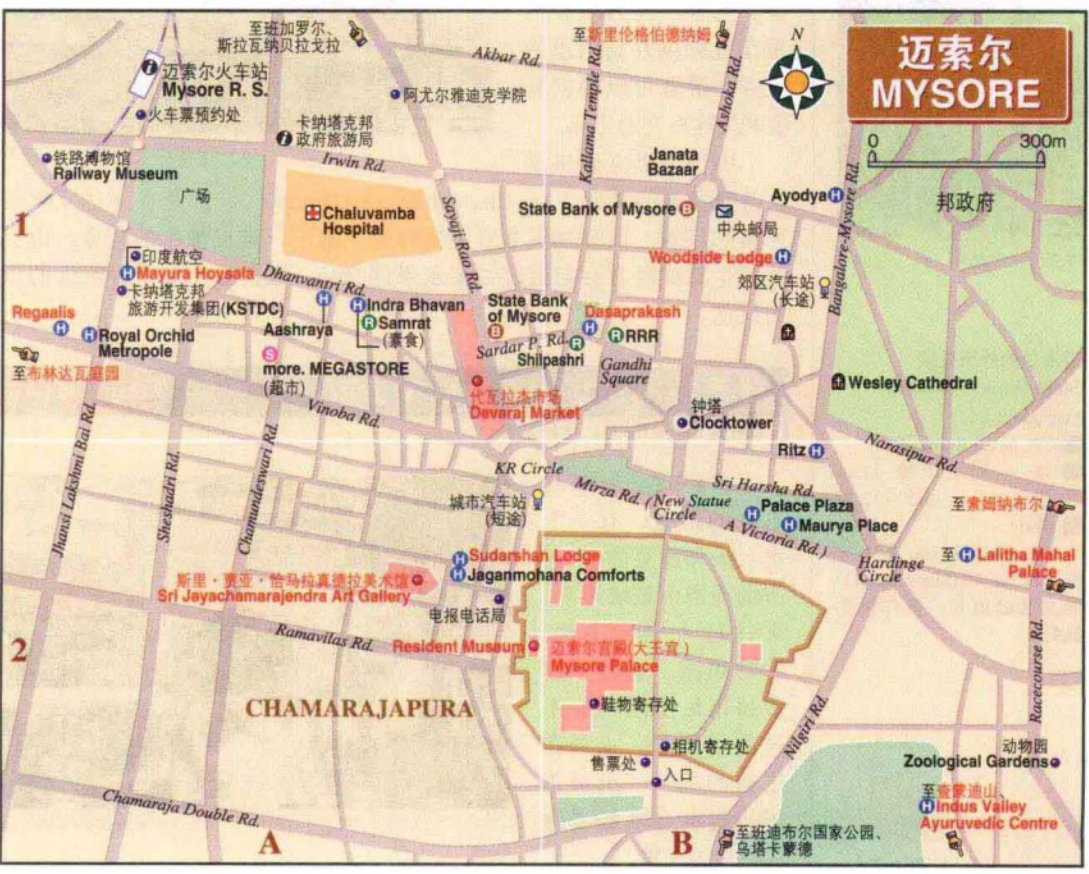 迈索尔
MYSORE
0 300m
N
至班加罗尔、
斯拉瓦纳贝拉戈拉
至斯里伦格伯德纳姆
迈索尔火车站
Mysore R. S.
火车票预约处
阿尤尔雅迪克学院
Akbar Rd.
Kallama Temple Rd.
Ashoka Rd.
铁路博物馆
Railway Museum
卡纳塔克邦
政府旅游局
Irwin Rd.
Janata
Bazaar
广场
1
Chaluvamba
Hospital
Sayaji Rao Rd.
State Bank of Mysore B
中央邮局
Ayodya H
Bangalore-Mysore Rd.
邦政府
印度航空
H Mayura Hoysala
卡纳塔克邦
旅游开发集团(KSTDC)
Dhanvantri Rd.
Woodside Lodge H
郊区汽车站
(长途)
Regaalis
H
H Royal Orchid
Metropole
至布林达瓦庭园
H
Aashraya
H Indra Bhavan
R Samrat
(素食)
S
more. MEGASTORE
(超市)
State Bank
of Mysore
B
Sardar P. Rd.
Dasaprakash
H
R RRR
R
Shilpashri
Gandhi
Square
代瓦拉杰市场
Devaraj Market
Wesley Cathedral
Vinoba Rd.
钟塔
Clocktower
Jhansi Lakshmi Bai Rd.
Sheshadri Rd.
Chamundeswari Rd.
KR Circle
Ritz H
Narasipur Rd.
城市汽车站
(短途)
Mirza Rd. (New Statue
Circle
Sri Harsha Rd.
H Palace Plaza
H Maurya Place
A Victoria Rd.)
至索姆纳布尔
Hardinge
Circle
至 H Lalitha Mahal
Palace
H Sudarshan Lodge
H Jaganmohana Comforts
斯里·贾亚·恰马拉真德拉美术馆
Sri Jayachamarajendra Art Gallery
电报电话局
Ramavilas Rd.
2
Resident Museum
迈索尔宫殿(大王宫)
Mysore Palace
鞋物寄存处
CHAMARAJAPURA
相机寄存处
售票处
入口
Nilgiri Rd.
Racecourse Rd.
动物园
Zoological Gardens
至查蒙迪山、
H Indus Valley
Ayurvedic Centre
Chamaraja Double Rd.
A
B
至班迪布尔国家公园、
乌塔卡蒙德